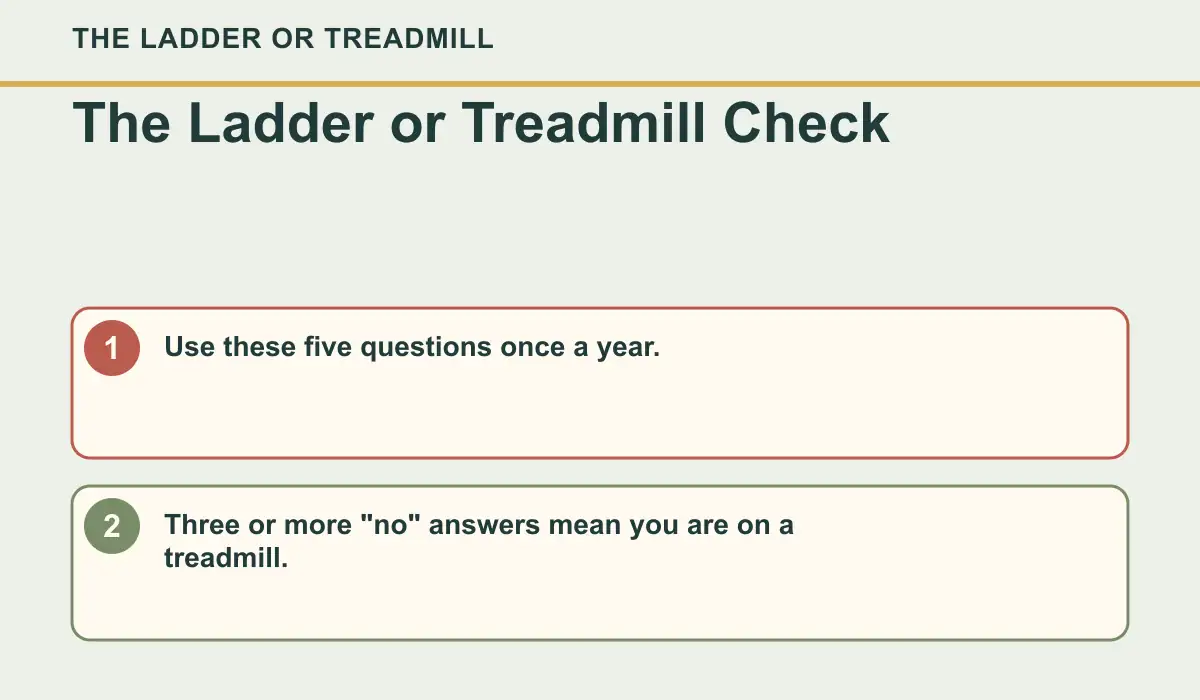 THE LADDER OR TREADMILL
The Ladder or Treadmill Check
1
Use these five questions once a year.
2
Three or more "no" answers mean you are on a
treadmill.